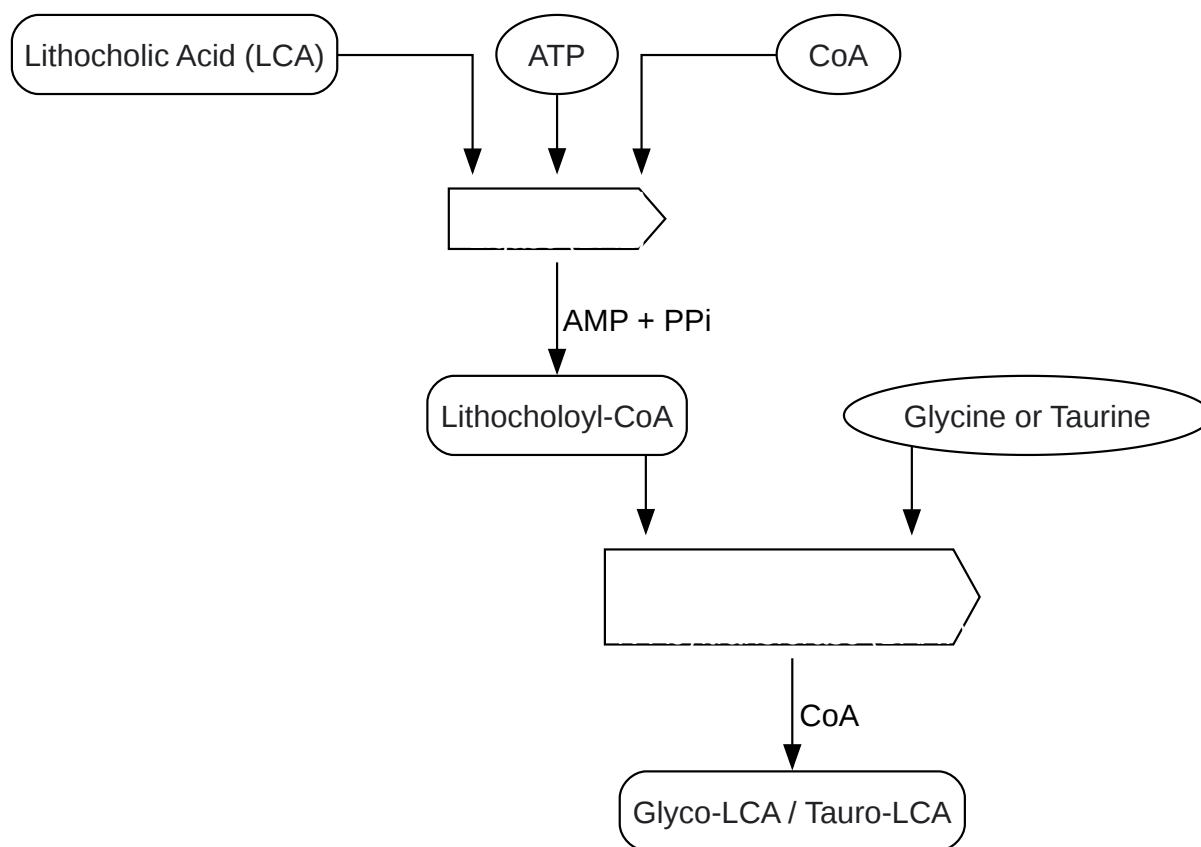 Lithocholic Acid (LCA)
ATP
CoA
AMP + PPi
Lithocholoyl-CoA
Glycine or Taurine
CoA
Glyco-LCA / Tauro-LCA